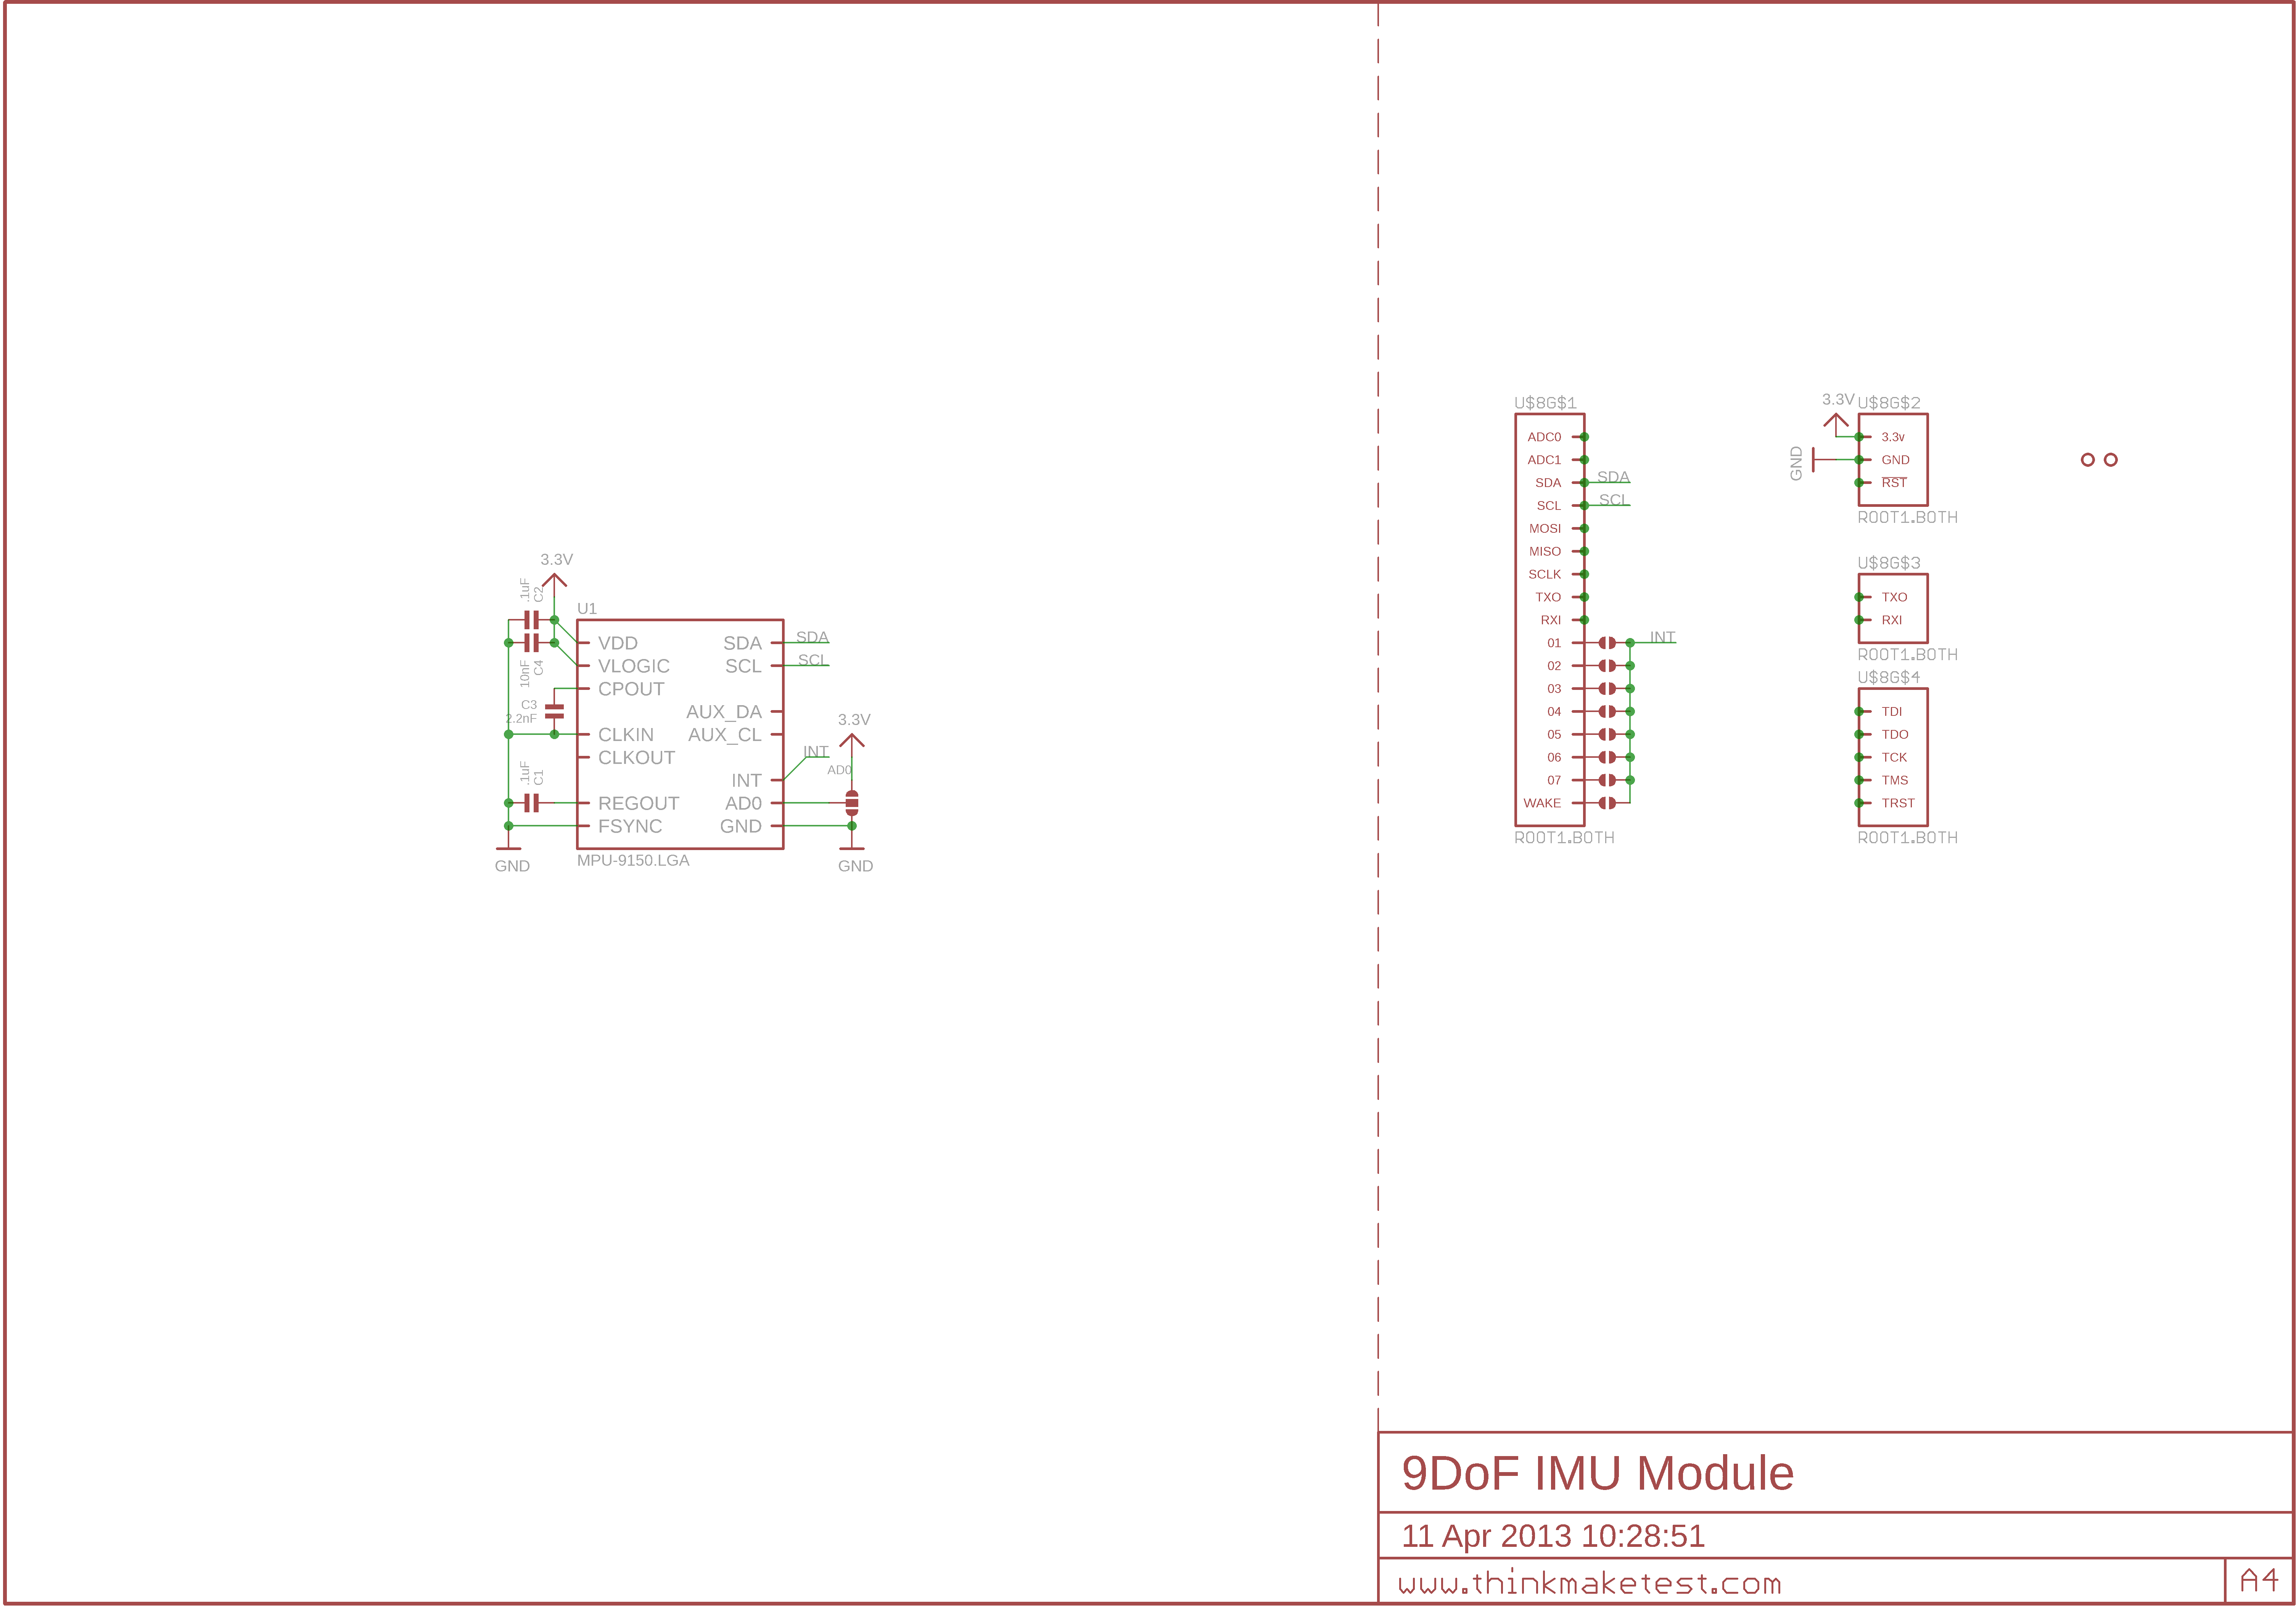 3.3V
.1uF
C2
10nF
C4
C3
2.2nF
.1uF
C1
GND
U1
VDD
VLOGIC
CPOUT
CLKIN
CLKOUT
REGOUT
FSYNC
SDA
SCL
AUX_DA
AUX_CL
INT
AD0
GND
MPU-9150.LGA
SDA
SCL
INT
3.3V
AD0
GND
U$8G$1
ADC0
ADC1
SDA
SCL
MOSI
MISO
SCLK
TXO
RXI
01
02
03
04
05
06
07
WAKE
ROOT1.BOTH
SDA
SCL
INT
3.3V
GND
U$8G$2
3.3v
GND
RST
ROOT1.BOTH
U$8G$3
TXO
RXI
ROOT1.BOTH
U$8G$4
TDI
TDO
TCK
TMS
TRST
ROOT1.BOTH
9DoF IMU Module
11 Apr 2013 10:28:51
www.thinkmaketest.com
A4